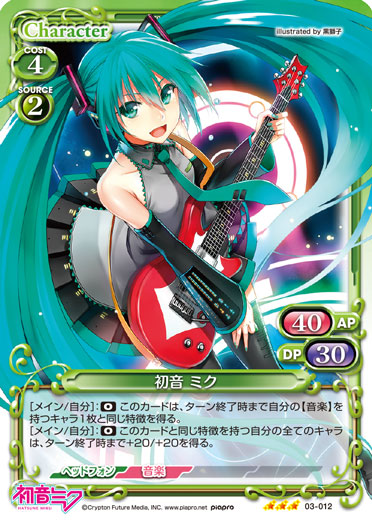 Character
illustrated by 黒獅子
COST
4
SOURCE
2
40 AP
DP 30
初音 ミク
[メイン/自分]:0 このカードは、ターン終了時まで自分の【音楽】を
持つキャラ1枚と同じ特徴を得る。
[メイン/自分]:0 このカードと同じ特徴を持つ自分の全てのキャラ
は、ターン終了時まで+20/+20を得る。
ヘッドフォン 音楽
初音ミク
HATSUNE MIKU
©Crypton Future Media, INC. www.piapro.net piapro
03-012